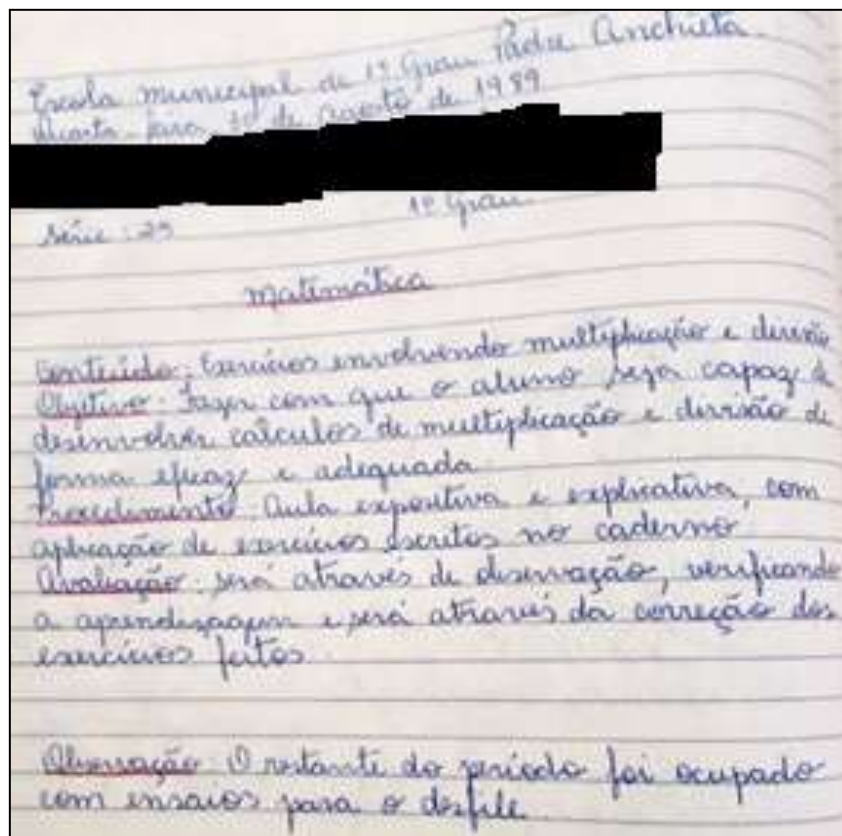 Escola municipal de 1º Grau Padre Anchieta.
Quarta-feira 30 de Agosto de 1989
1º Grau
Série: 2ª
Matemática
Conteúdo: Exercícios envolvendo multiplicação e divisão
Objetivo: Fazer com que o aluno seja capaz de
desenvolver cálculos de multiplicação e divisão de
forma eficaz e adequada.
Procedimento: Aula expositiva e explicativa, com
aplicação de exercícios escritos no caderno.
Avaliação: será através de observação, verificando
a aprendizagem e será através da correção dos
exercícios feitos.
Observação: O restante do período foi ocupado
com ensaios para o desfile.